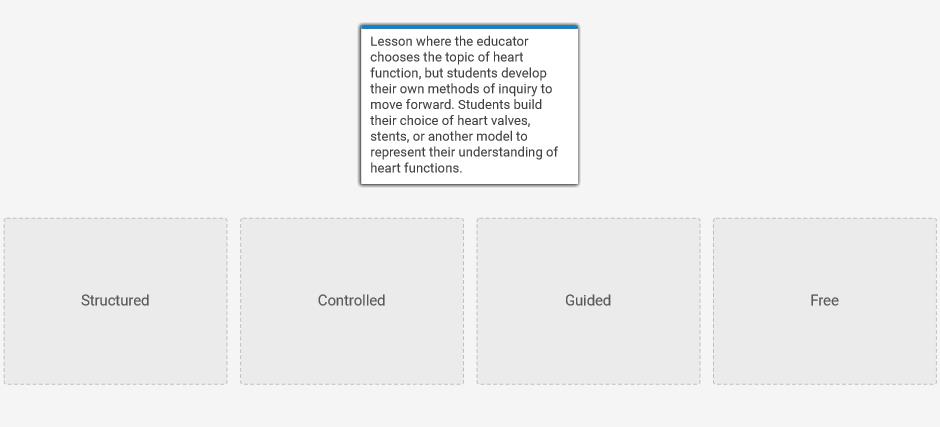 Lesson where the educator
chooses the topic of heart
function, but students develop
their own methods of inquiry to
move forward. Students build
their choice of heart valves,
stents, or another model to
represent their understanding of
heart functions.
Structured
Controlled
Guided
Free